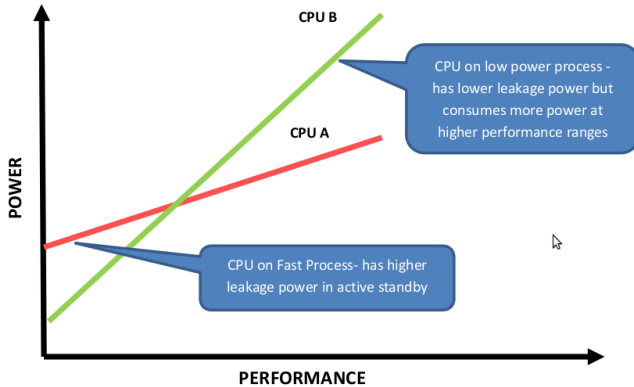 CPU B
CPU on low power process -
has lower leakage power but
consumes more power at
higher performance ranges
CPU A
POWER
CPU on Fast Process- has higher
leakage power in active standby
PERFORMANCE